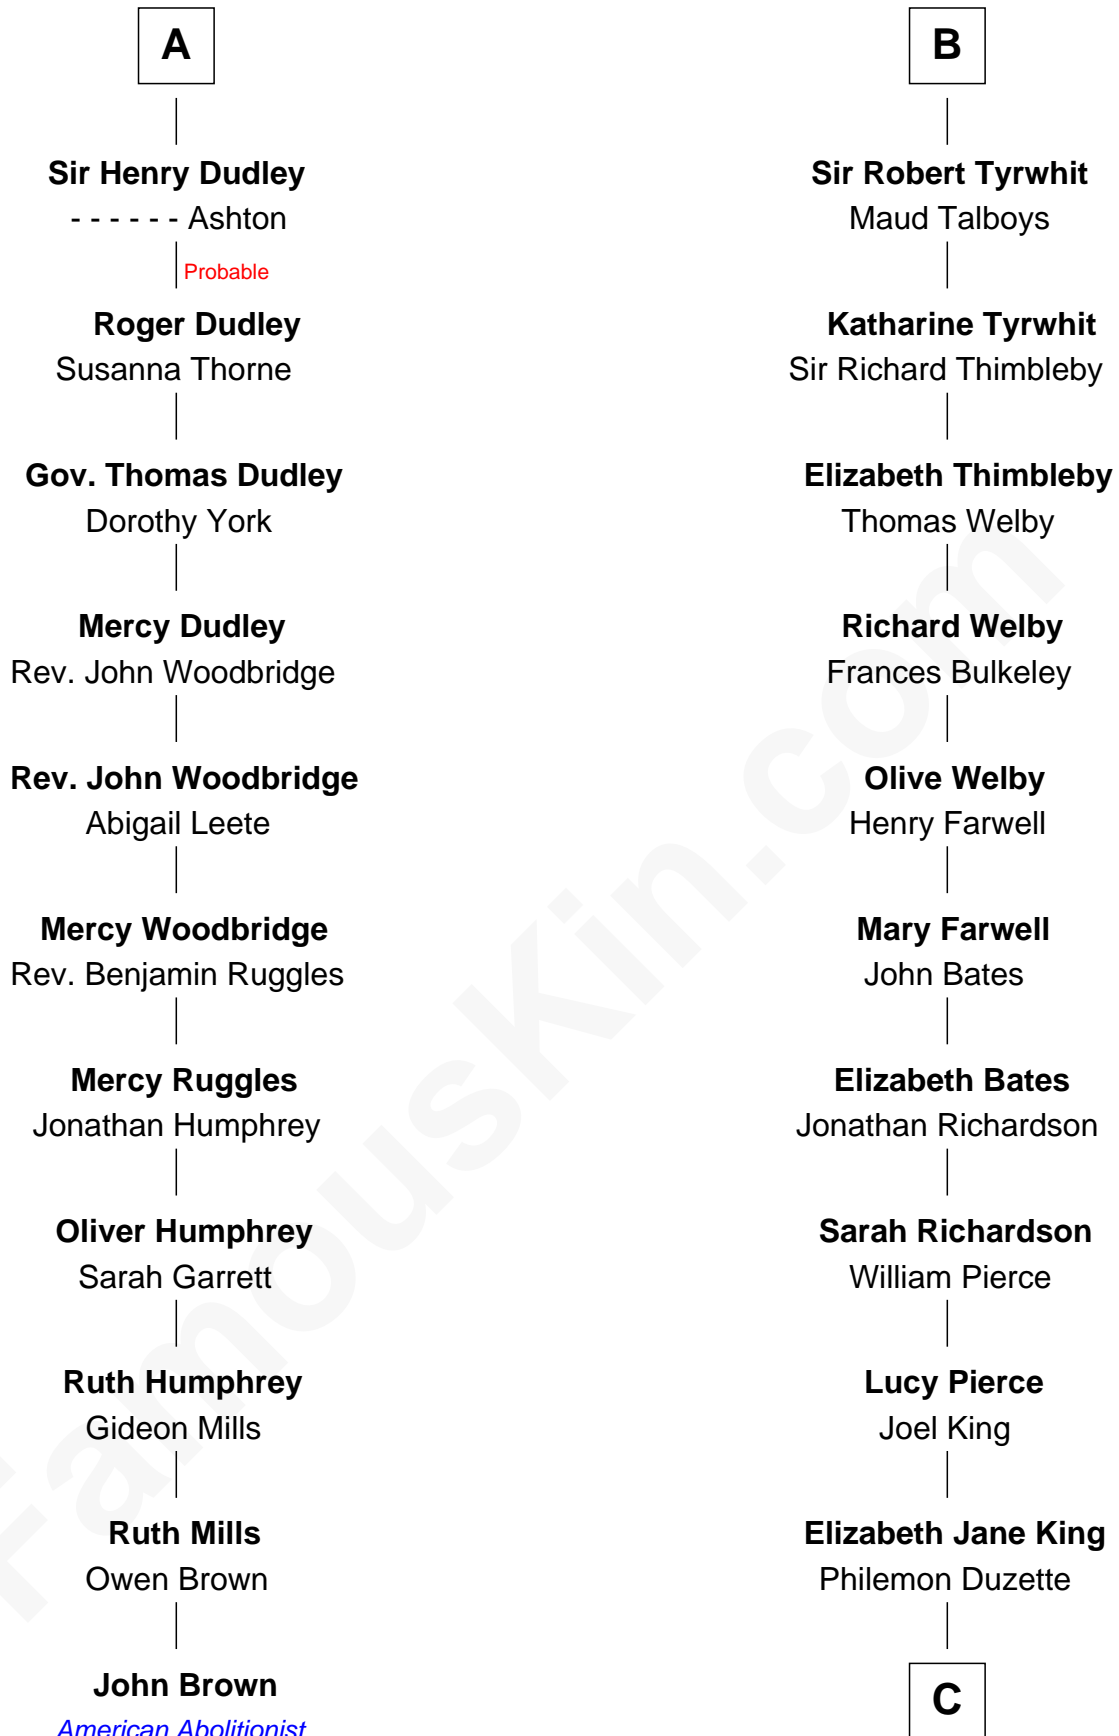 A
Sir Henry Dudley
- - - - - - Ashton
Probable
Roger Dudley
Susanna Thorne
Gov. Thomas Dudley
Dorothy York
Mercy Dudley
Rev. John Woodbridge
Rev. John Woodbridge
Abigail Leete
Mercy Woodbridge
Rev. Benjamin Ruggles
Mercy Ruggles
Jonathan Humphrey
Oliver Humphrey
Sarah Garrett
Ruth Humphrey
Gideon Mills
Ruth Mills
Owen Brown
John Brown
American Abolitionist
B
Sir Robert Tyrwhit
Maud Talboys
Katharine Tyrwhit
Sir Richard Thimbleby
Elizabeth Thimbleby
Thomas Welby
Richard Welby
Frances Bulkeley
Olive Welby
Henry Farwell
Mary Farwell
John Bates
Elizabeth Bates
Jonathan Richardson
Sarah Richardson
William Pierce
Lucy Pierce
Joel King
Elizabeth Jane King
Philemon Duzette
C
FamousKin.com